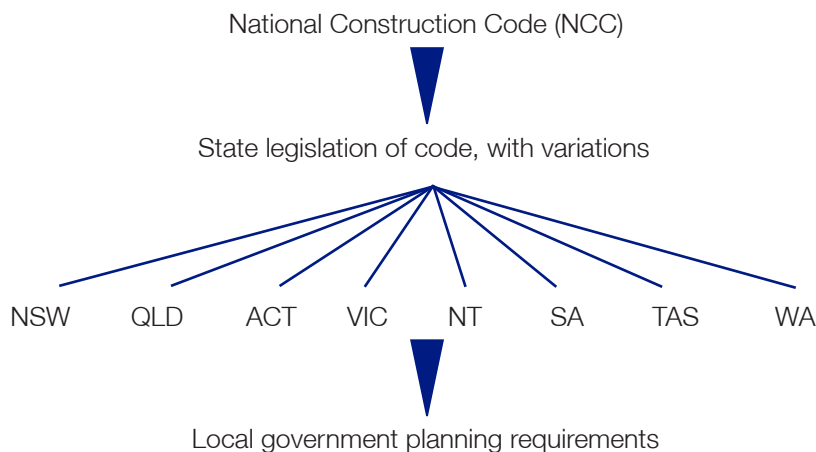 National Construction Code (NCC)
State legislation of code, with variations
NSW QLD ACT VIC NT SA TAS WA
Local government planning requirements